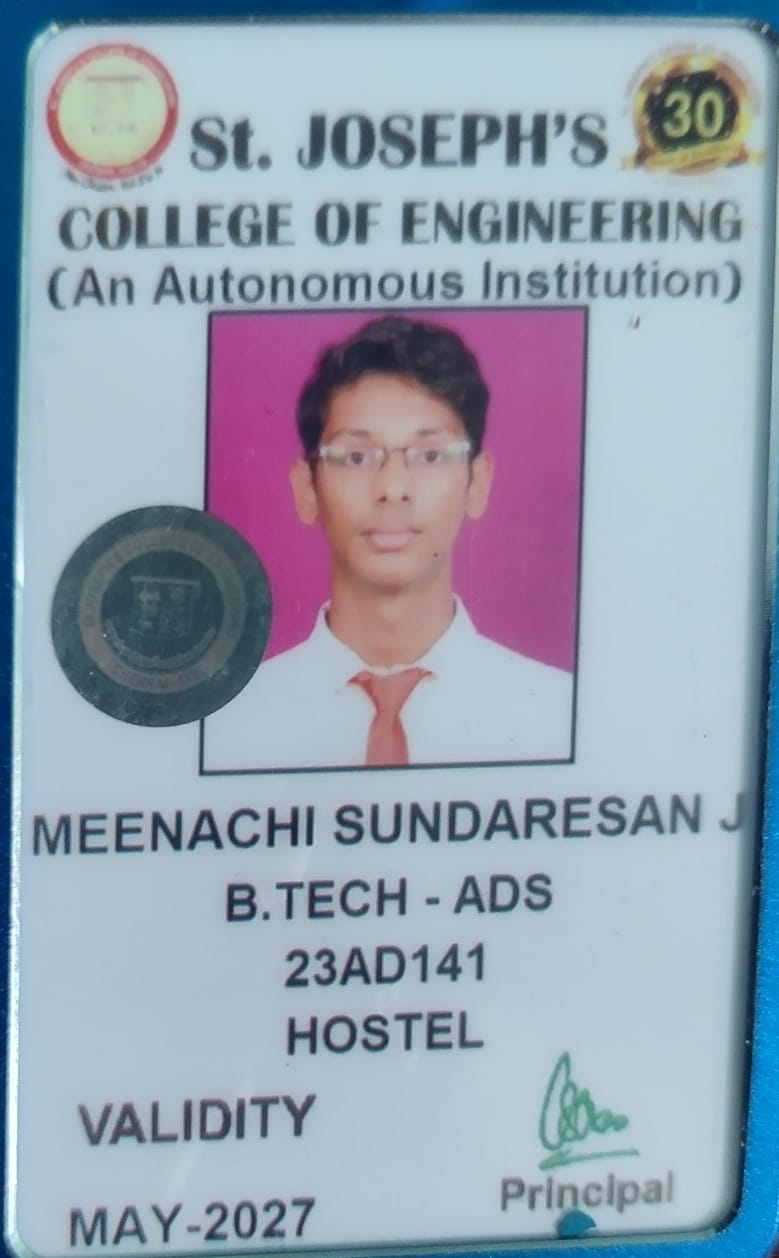 30
St. JOSEPH'S
COLLEGE OF ENGINEERING
(An Autonomous Institution)
MEENACHI SUNDARESAN J
B.TECH - ADS
23AD141
HOSTEL
VALIDITY
MAY-2027
Principal